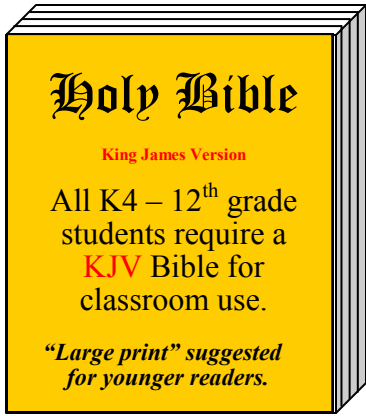 Holy Bible
King James Version
All K4 – 12th grade
students require a
KJV Bible for
classroom use.
“Large print” suggested
for younger readers.